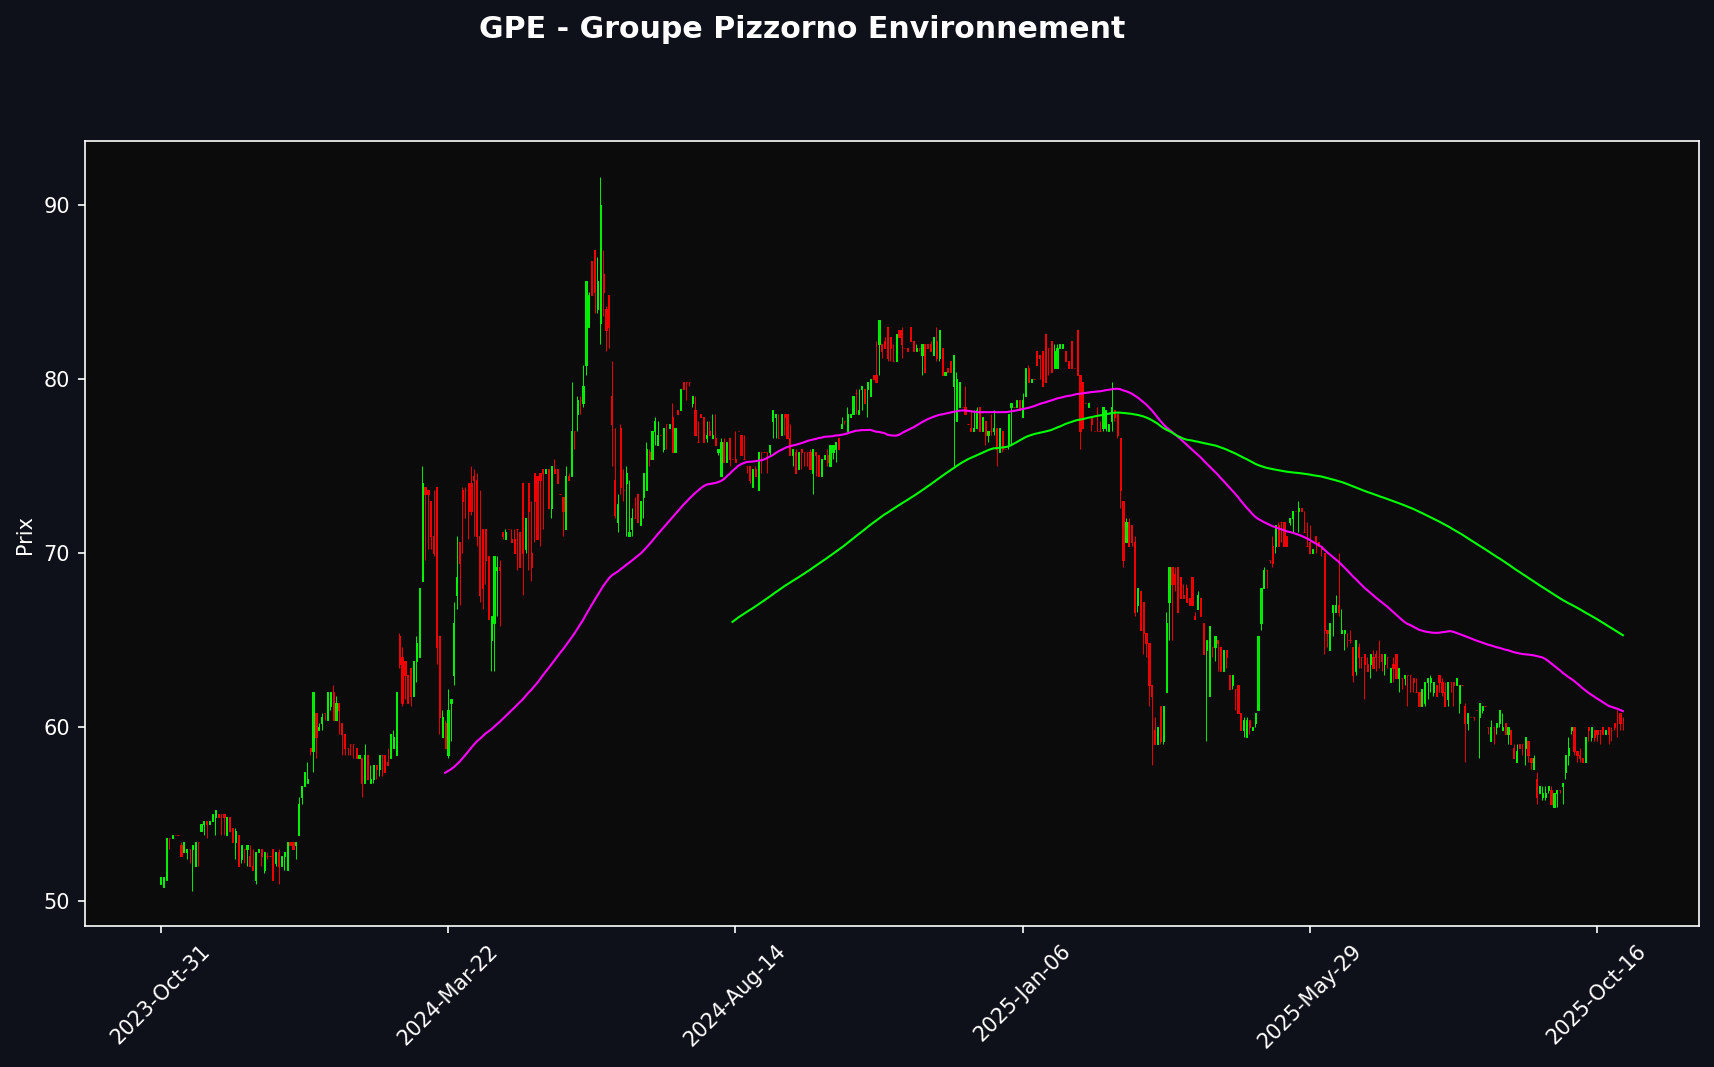 GPE - Groupe Pizzorno Environnement
Prix
90
80
70
60
50
2023-Oct-31
2024-Mar-22
2024-Aug-14
2025-Jan-06
2025-May-29
2025-Oct-16